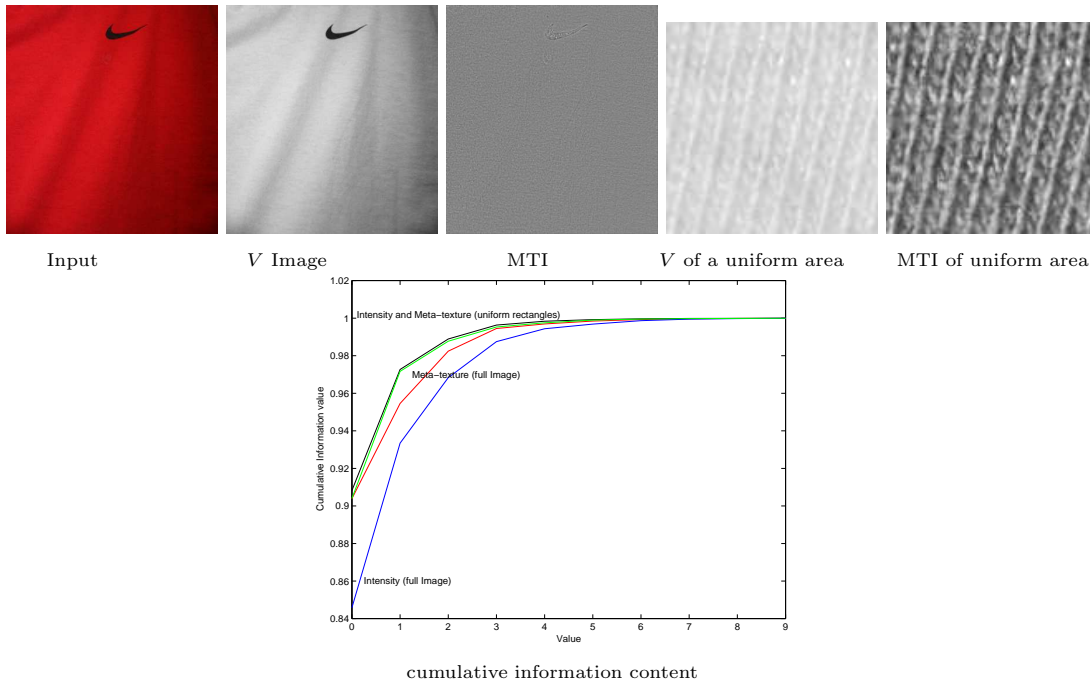 Input
V Image
MTI
V of a uniform area
MTI of uniform area
1.02
1
0.98
0.96
0.94
0.92
0.9
0.88
0.86
0.84
Cumulative Information value
Intensity and Meta−texture (uniform rectangles)
Meta−texture (full Image)
Intensity (full Image)
0 1 2 3 4 5 6 7 8 9
Value
cumulative information content